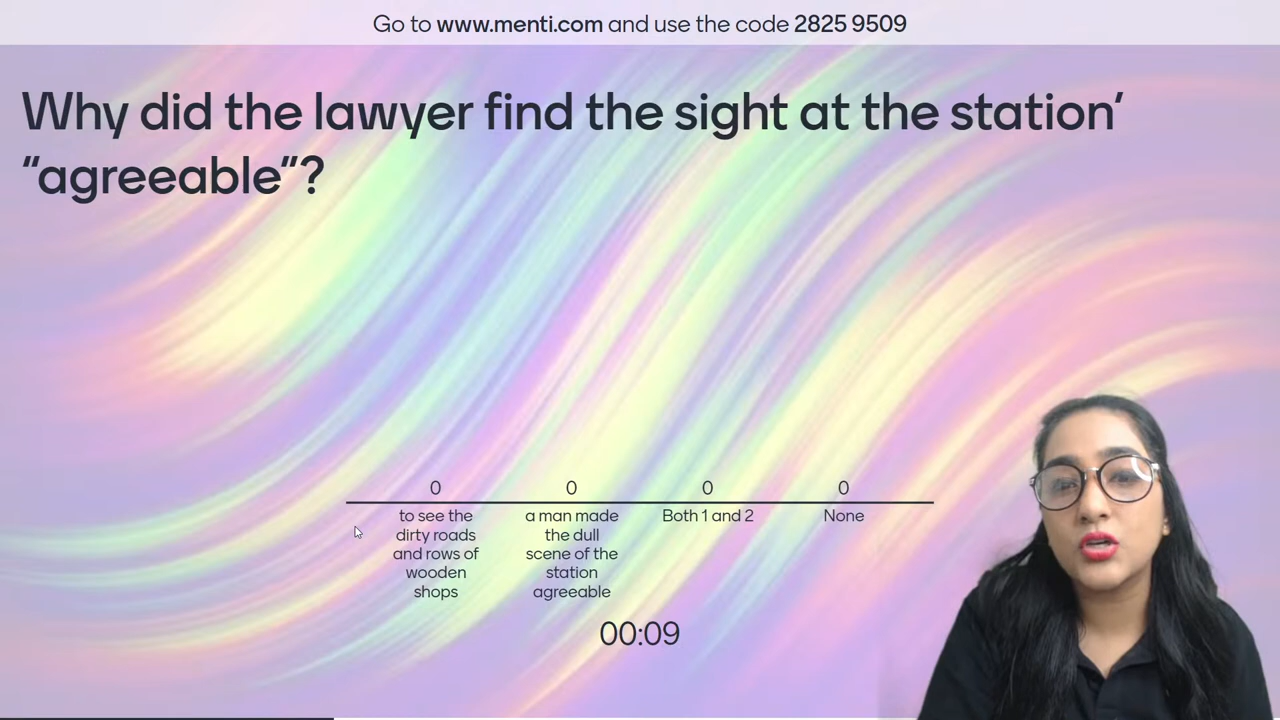 Go to www.menti.com and use the code 2825 9509
Why did the lawyer find the sight at the station’
“agreeable”?
0
0
0
0
to see the
dirty roads
and rows of
wooden
shops
a man made
the dull
scene of the
station
agreeable
Both 1 and 2
None
00:09